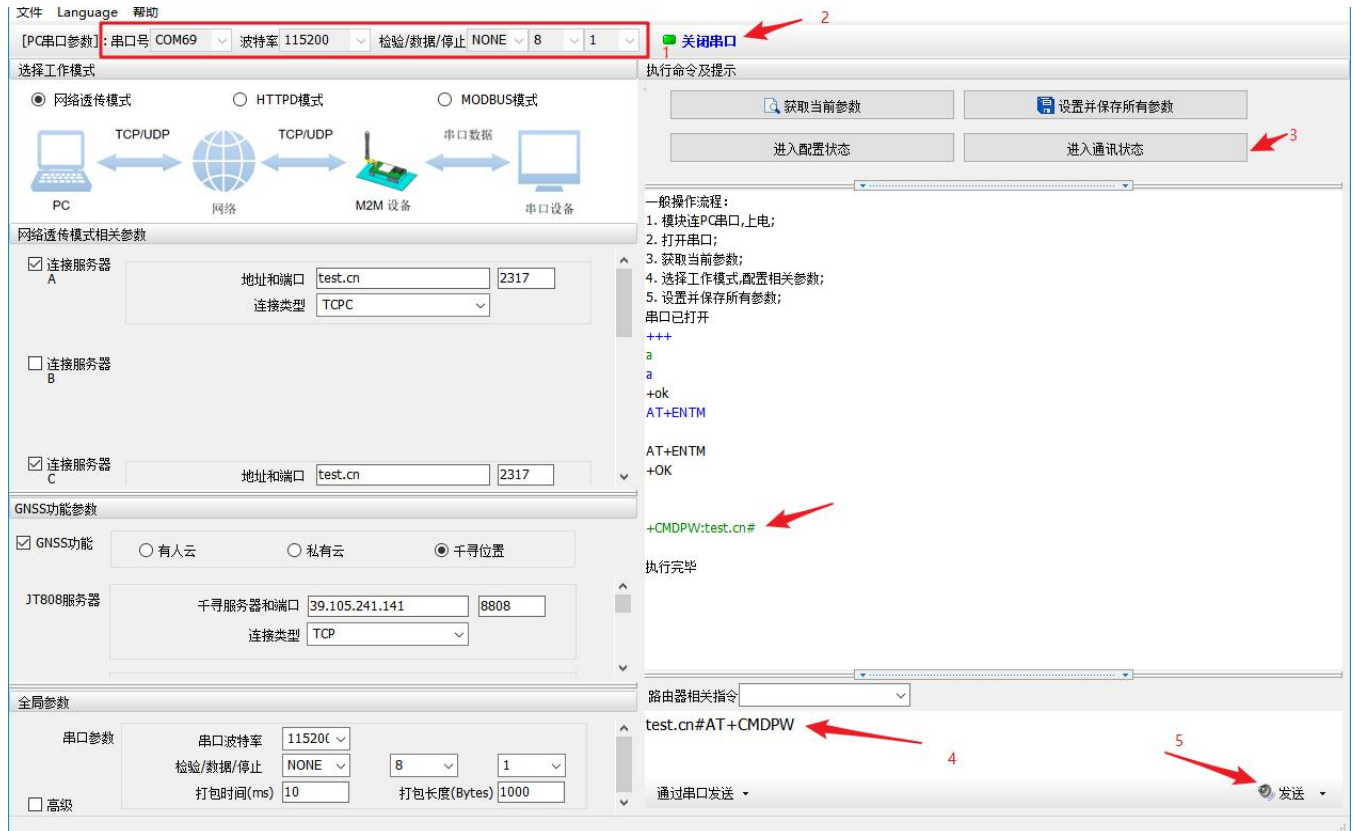 文件 Language 帮助
[PC串口参数]: 串口号 COM69 波特率 115200 检验/数据/停止 NONE 8 1 关闭串口
1
2
选择工作模式
网络透传模式 HTTPD模式 MODBUS模式
TCP/UDP TCP/UDP 串口数据
PC 网络 M2M 设备 串口设备
网络透传模式相关参数
连接服务器
A
地址和端口 test.cn 2317
连接类型 TCPC
连接服务器
B
连接服务器
C
地址和端口 test.cn 2317
GNSS功能参数
GNSS功能 有人云 私有云 千寻位置
JT808服务器 千寻服务器和端口 39.105.241.141 8808
连接类型 TCP
全局参数
串口参数 串口波特率 115200
检验/数据/停止 NONE 8 1
打包时间(ms) 10 打包长度(Bytes) 1000
高级
执行命令及提示
获取当前参数 设置并保存所有参数
进入配置状态 进入通讯状态
3
一般操作流程:
1. 模块连PC串口,上电;
2. 打开串口;
3. 获取当前参数;
4. 选择工作模式,配置相关参数;
5. 设置并保存所有参数;
串口已打开
+++
a
a
+ok
AT+ENTM
AT+ENTM
+OK
+CMDPW:test.cn#
执行完毕
路由器相关指令
test.cn#AT+CMDPW
4
5
通过串口发送 发送